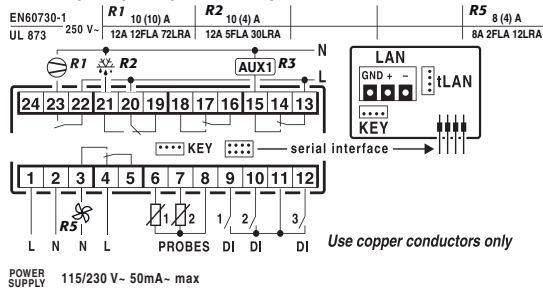 EN60730-1 250 V~ R1 10 (10) A R2 10 (4) A R5 8 (4) A
UL 873 12A 12FLA 72LRA 12A 5FLA 30LRA 8A 2FLA 12LRA
N
R1 R2 AUX1 R3
L
24 23 22 21 20 19 18 17 16 15 14 13
LAN
GND + -
tLAN
KEY
KEY serial interface
1 2 3 4 5 6 7 8 9 10 11 12
R5 1 2 1 2 3
L N N L PROBES DI DI DI
Use copper conductors only
POWER SUPPLY 115/230 V~ 50mA~ max